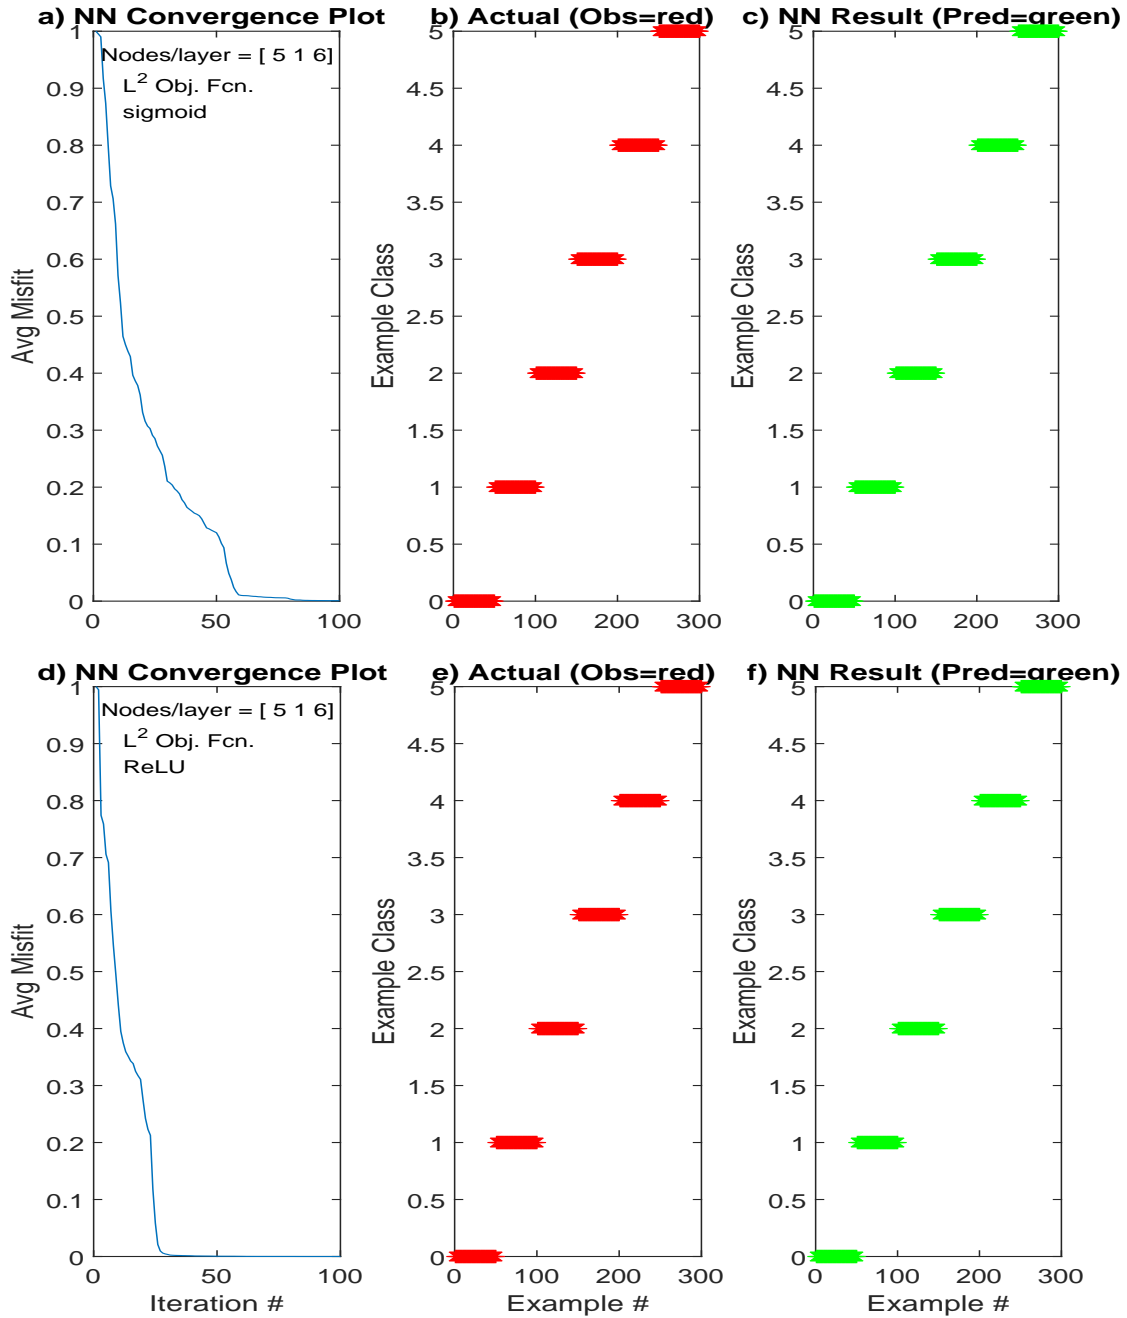 a) NN Convergence Plot
b) Actual (Obs=red)
c) NN Result (Pred=green)
Nodes/layer = [ 5 1 6]
L² Obj. Fcn.
sigmoid
Avg Misfit
1
0.9
0.8
0.7
0.6
0.5
0.4
0.3
0.2
0.1
0
0 50 100
Example Class
5
4.5
4
3.5
3
2.5
2
1.5
1
0.5
0
0 100 200 300
Example Class
5
4.5
4
3.5
3
2.5
2
1.5
1
0.5
0
0 100 200 300
d) NN Convergence Plot
e) Actual (Obs=red)
f) NN Result (Pred=green)
Nodes/layer = [ 5 1 6]
L² Obj. Fcn.
ReLU
Avg Misfit
1
0.9
0.8
0.7
0.6
0.5
0.4
0.3
0.2
0.1
0
0 50 100
Iteration #
Example Class
5
4.5
4
3.5
3
2.5
2
1.5
1
0.5
0
0 100 200 300
Example #
Example Class
5
4.5
4
3.5
3
2.5
2
1.5
1
0.5
0
0 100 200 300
Example #